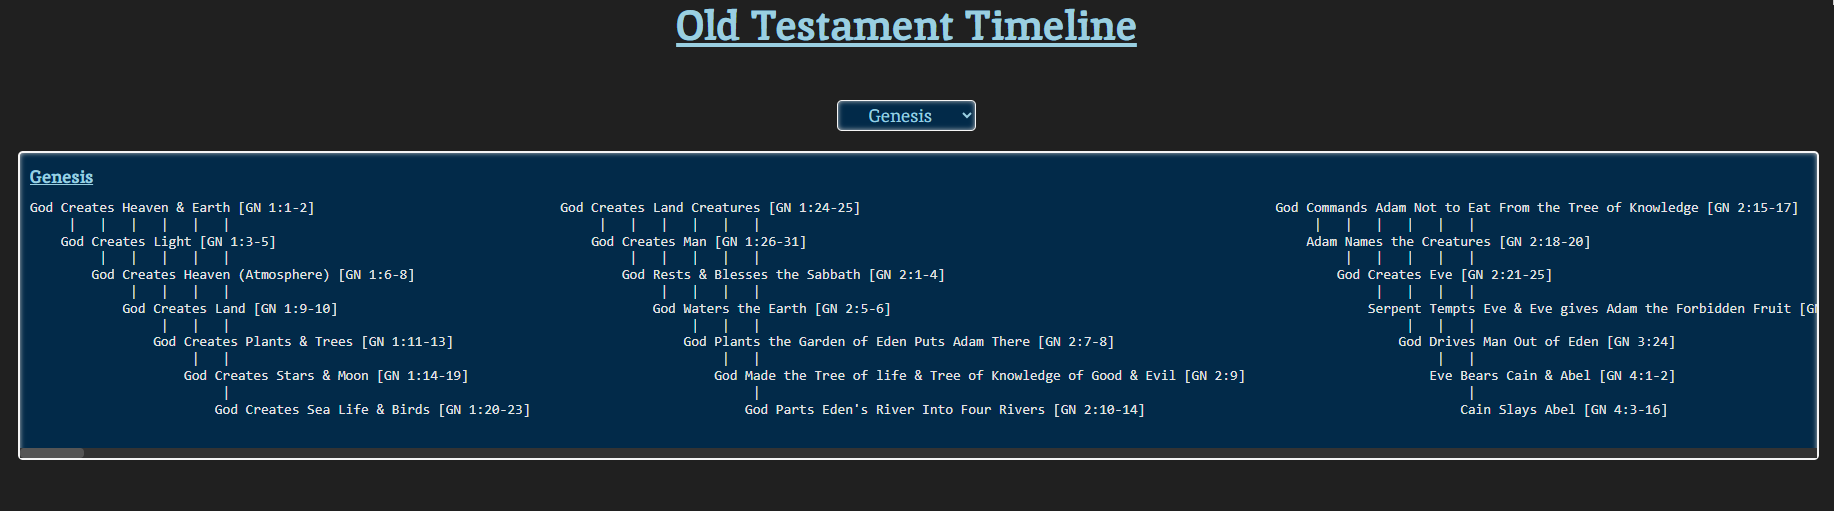 Old Testament Timeline
Genesis
Genesis
God Creates Heaven & Earth [GN 1:1-2]
God Creates Light [GN 1:3-5]
God Creates Heaven (Atmosphere) [GN 1:6-8]
God Creates Land [GN 1:9-10]
God Creates Plants & Trees [GN 1:11-13]
God Creates Stars & Moon [GN 1:14-19]
God Creates Sea Life & Birds [GN 1:20-23]
God Creates Land Creatures [GN 1:24-25]
God Creates Man [GN 1:26-31]
God Rests & Blesses the Sabbath [GN 2:1-4]
God Waters the Earth [GN 2:5-6]
God Plants the Garden of Eden Puts Adam There [GN 2:7-8]
God Made the Tree of life & Tree of Knowledge of Good & Evil [GN 2:9]
God Parts Eden's River Into Four Rivers [GN 2:10-14]
God Commands Adam Not to Eat From the Tree of Knowledge [GN 2:15-17]
Adam Names the Creatures [GN 2:18-20]
God Creates Eve [GN 2:21-25]
Serpent Tempts Eve & Eve gives Adam the Forbidden Fruit
God Drives Man Out of Eden [GN 3:24]
Eve Bears Cain & Abel [GN 4:1-2]
Cain Slays Abel [GN 4:3-16]